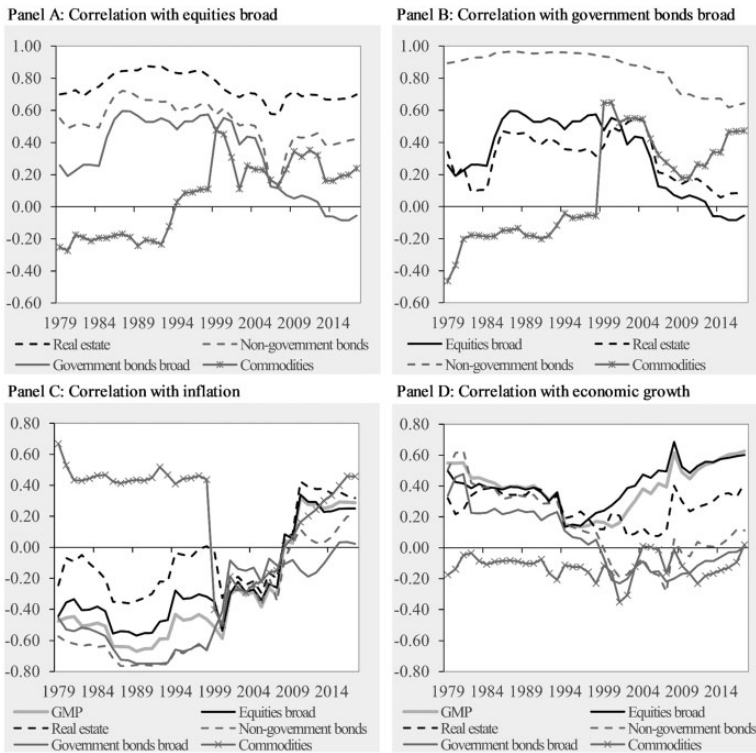 Panel A: Correlation with equities broad
1.00
0.80
0.60
0.40
0.20
0.00
-0.20
-0.40
-0.60
1979 1984 1989 1994 1999 2004 2009 2014
Real estate Non-government bonds
Government bonds broad Commodities
Panel B: Correlation with government bonds broad
1.00
0.80
0.60
0.40
0.20
0.00
-0.20
-0.40
-0.60
1979 1984 1989 1994 1999 2004 2009 2014
Equities broad Real estate
Non-government bonds Commodities
Panel C: Correlation with inflation
0.80
0.60
0.40
0.20
0.00
-0.20
-0.40
-0.60
-0.80
1979 1984 1989 1994 1999 2004 2009 2014
GMP Equities broad
Real estate Non-government bonds
Government bonds broad Commodities
Panel D: Correlation with economic growth
0.80
0.60
0.40
0.20
0.00
-0.20
-0.40
-0.60
-0.80
1979 1984 1989 1994 1999 2004 2009 2014
GMP Equities broad
Real estate Non-government bonds
Government bonds broad Commodities